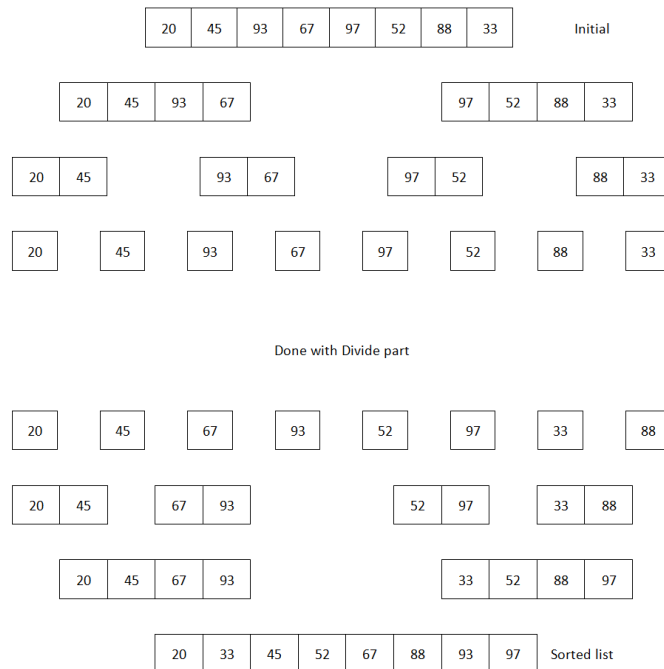 20 45 93 67 97 52 88 33 Initial
20 45 93 67 97 52 88 33
20 45 93 67 97 52 88 33
20 45 93 67 97 52 88 33
Done with Divide part
20 45 67 93 52 97 33 88
20 45 67 93 52 97 33 88
20 45 67 93 33 52 88 97
20 33 45 52 67 88 93 97 Sorted list